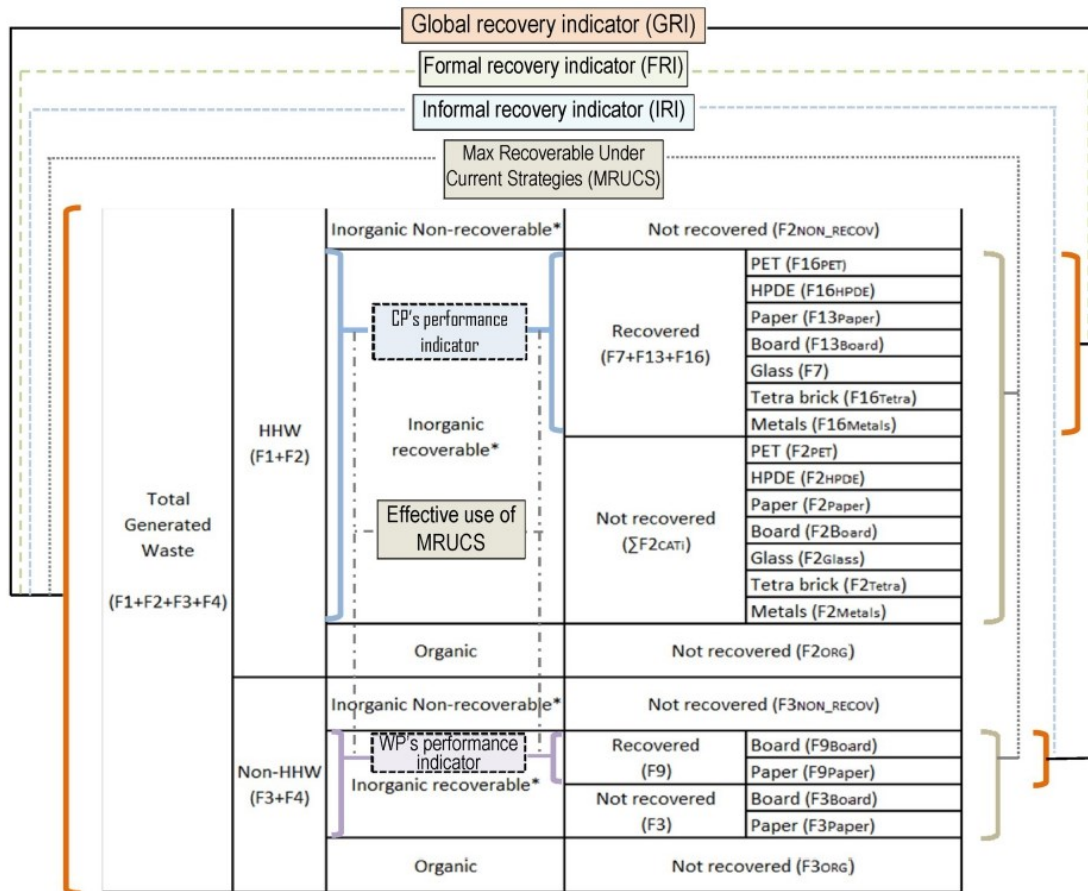 Global recovery indicator (GRI)
Formal recovery indicator (FRI)
Informal recovery indicator (IRI)
Max Recoverable Under
Current Strategies (MRUCS)
Total
Generated
Waste
(F1+F2+F3+F4)
HHW
(F1+F2)
Inorganic Non-recoverable*
Not recovered (F2NON_RECOV)
CP's performance
indicator
Inorganic
recoverable*
Effective use of
MRUCS
Recovered
(F7+F13+F16)
PET (F16PET)
HPDE (F16HPDE)
Paper (F13Paper)
Board (F13Board)
Glass (F7)
Tetra brick (F16Tetra)
Metals (F16Metals)
Not recovered
(∑F2CATi)
PET (F2PET)
HPDE (F2HPDE)
Paper (F2Paper)
Board (F2Board)
Glass (F2Glass)
Tetra brick (F2Tetra)
Metals (F2Metals)
Organic
Not recovered (F2ORG)
Non-HHW
(F3+F4)
Inorganic Non-recoverable*
Not recovered (F3NON_RECOV)
WP's performance
indicator
Inorganic recoverable*
Recovered
(F9)
Board (F9Board)
Paper (F9Paper)
Not recovered
(F3)
Board (F3Board)
Paper (F3Paper)
Organic
Not recovered (F3ORG)